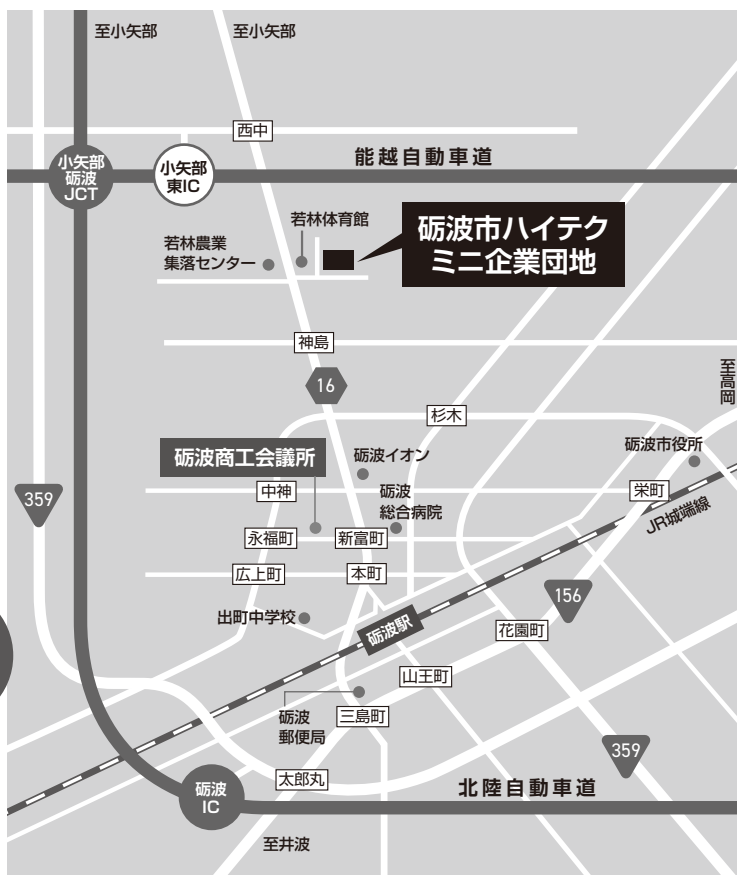 至小矢部
至小矢部
西中
能越自動車道
小矢部
砺波
JCT
小矢部
東IC
若林体育館
砺波市ハイテク
ミニ企業団地
若林農業
集落センター
神島
至高岡
16
杉木
砺波市役所
砺波商工会議所
砺波イオン
359
中神
砺波
総合病院
栄町
JR城端線
永福町
新富町
広上町
本町
156
出町中学校
砺波駅
花園町
山王町
砺波
郵便局
三島町
359
太郎丸
砺波
IC
北陸自動車道
至井波